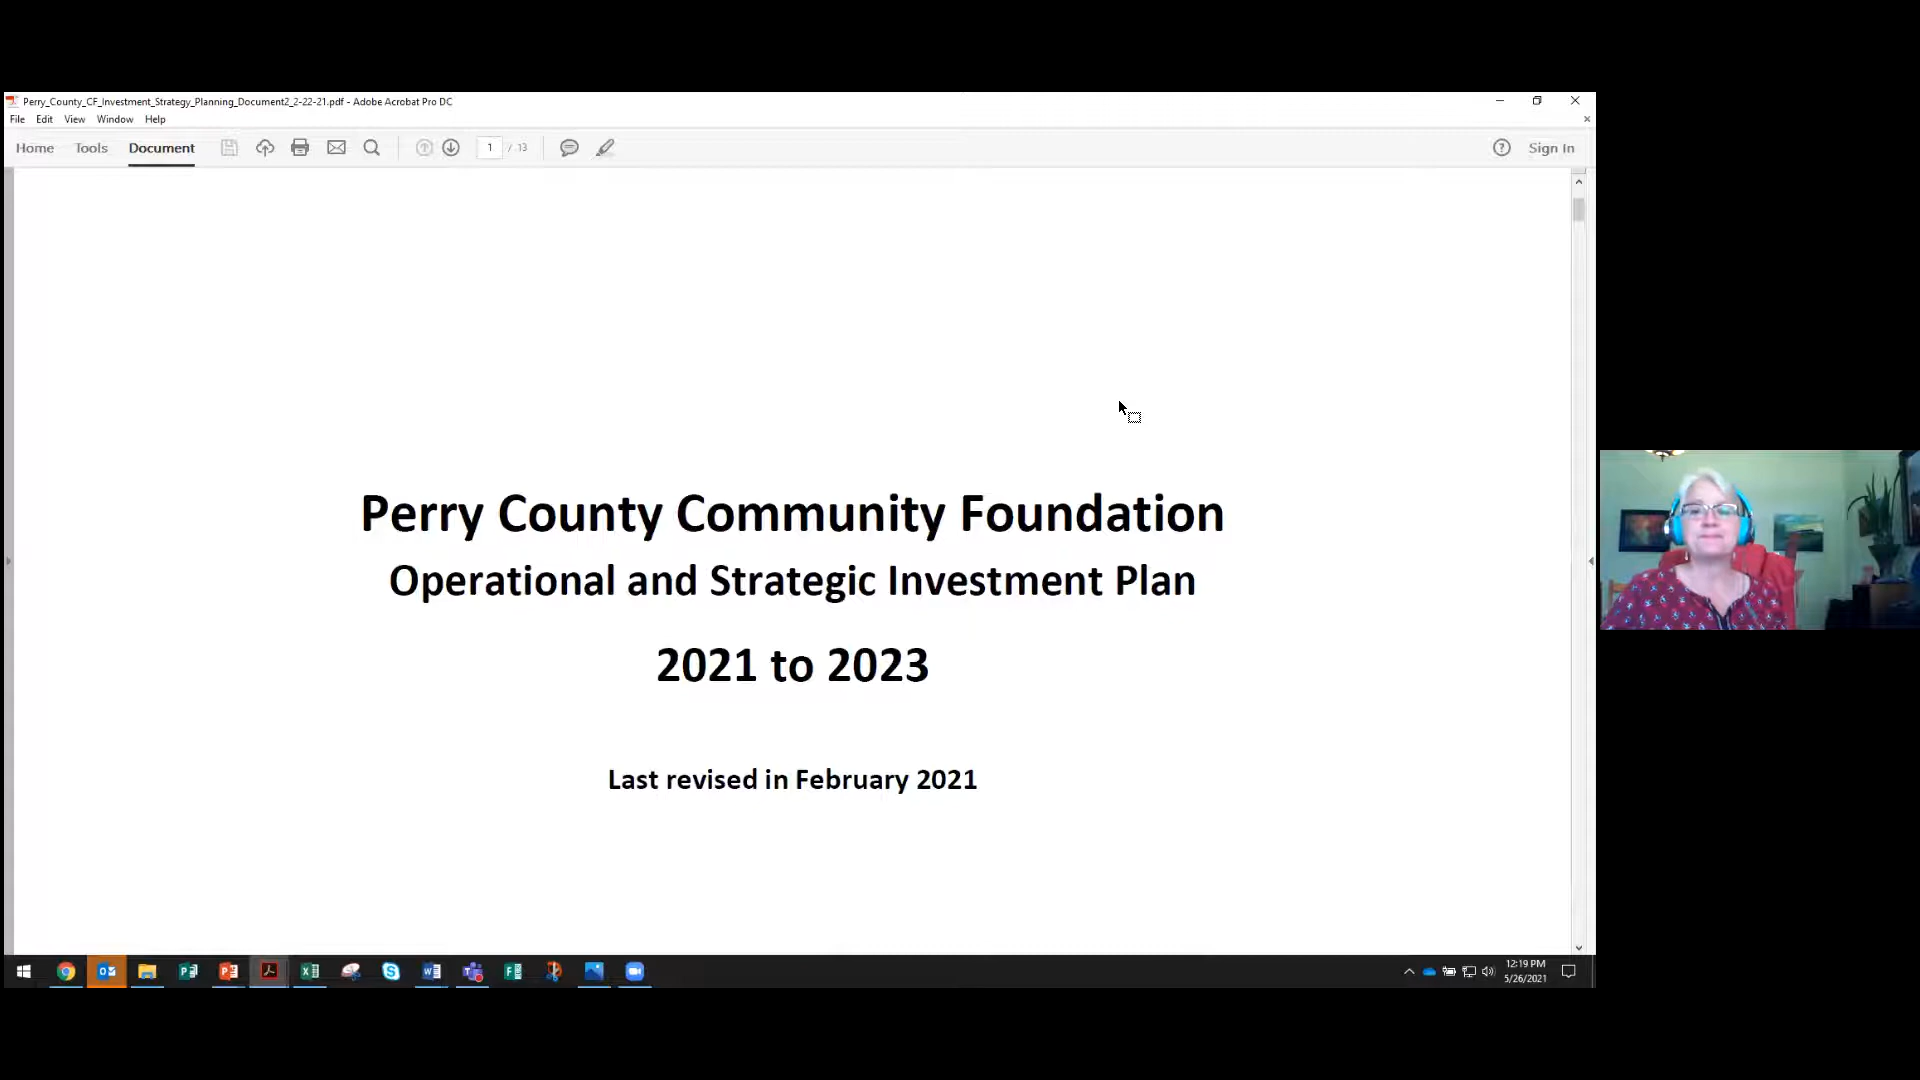 Perry_County_CF_Investment_Strategy_Planning_Document2_2-22-21.pdf - Adobe Acrobat Pro DC
File Edit View Window Help
Home Tools Document 1 / 13 Sign In
Perry County Community Foundation
Operational and Strategic Investment Plan
2021 to 2023
Last revised in February 2021
12:19 PM
5/26/2021